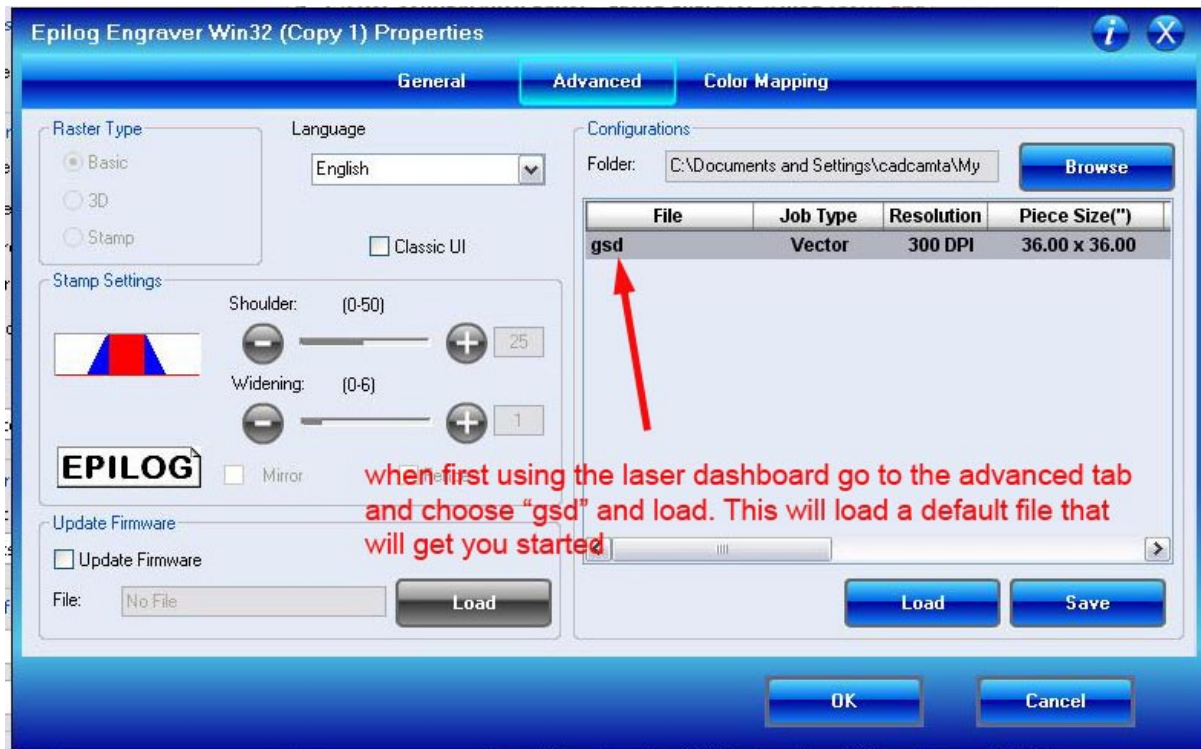 Epilog Engraver Win32 (Copy 1) Properties
i X
General Advanced Color Mapping
Raster Type
Basic
3D
Stamp
Language
English
Classic UI
Stamp Settings
Shoulder: (0-50)
25
Widening: (0-6)
1
EPILOG
Mirror
Update Firmware
Update Firmware
File: No File Load
Configurations
Folder: C:\Documents and Settings\cadcamta\My Browse
File Job Type Resolution Piece Size(")
gsd Vector 300 DPI 36.00 x 36.00
when first using the laser dashboard go to the advanced tab
and choose “gsd” and load. This will load a default file that
will get you started
Load Save
OK Cancel